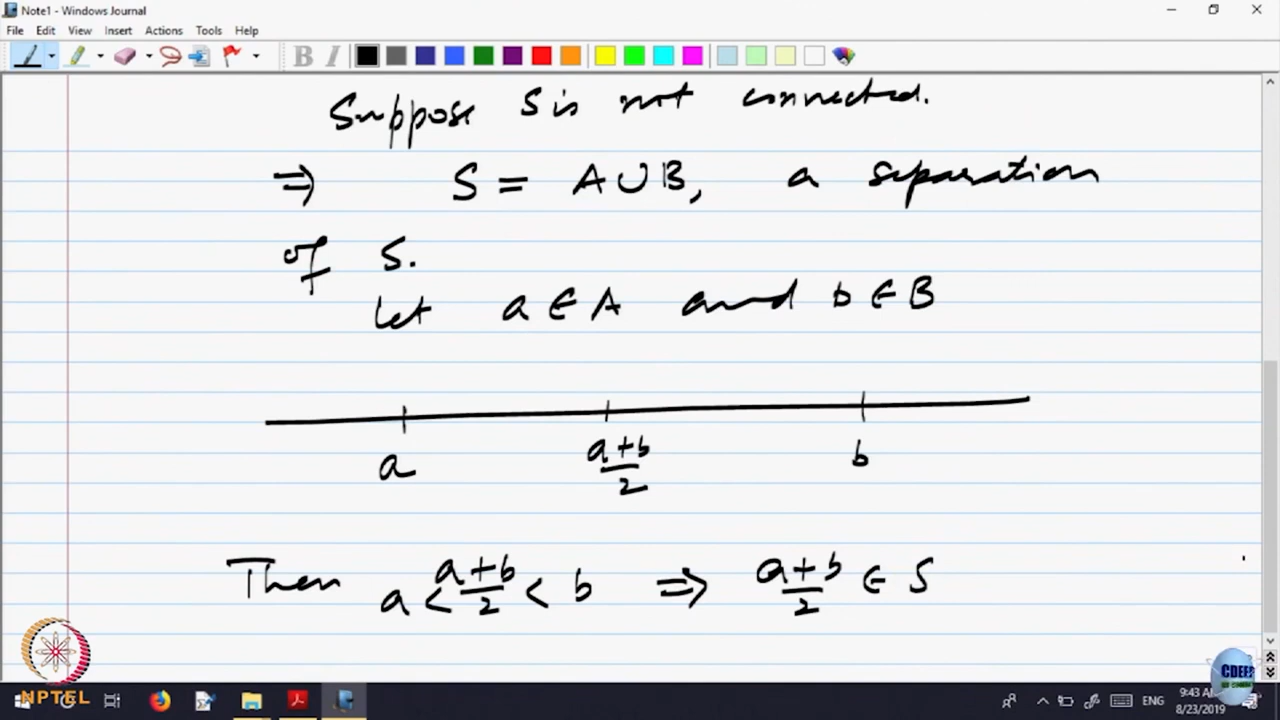 Note1 - Windows Journal
File Edit View Insert Actions Tools Help
B I
Suppose S is not connected.
⇒ S = A∪B, a separation
of S.
Let a ∈ A and b ∈ B
a a+b/2 b
Then a < a+b/2 < b ⇒ a+b/2 ∈ S
NPTEL
CDEEP
ENG
9:43 AM
8/23/2019